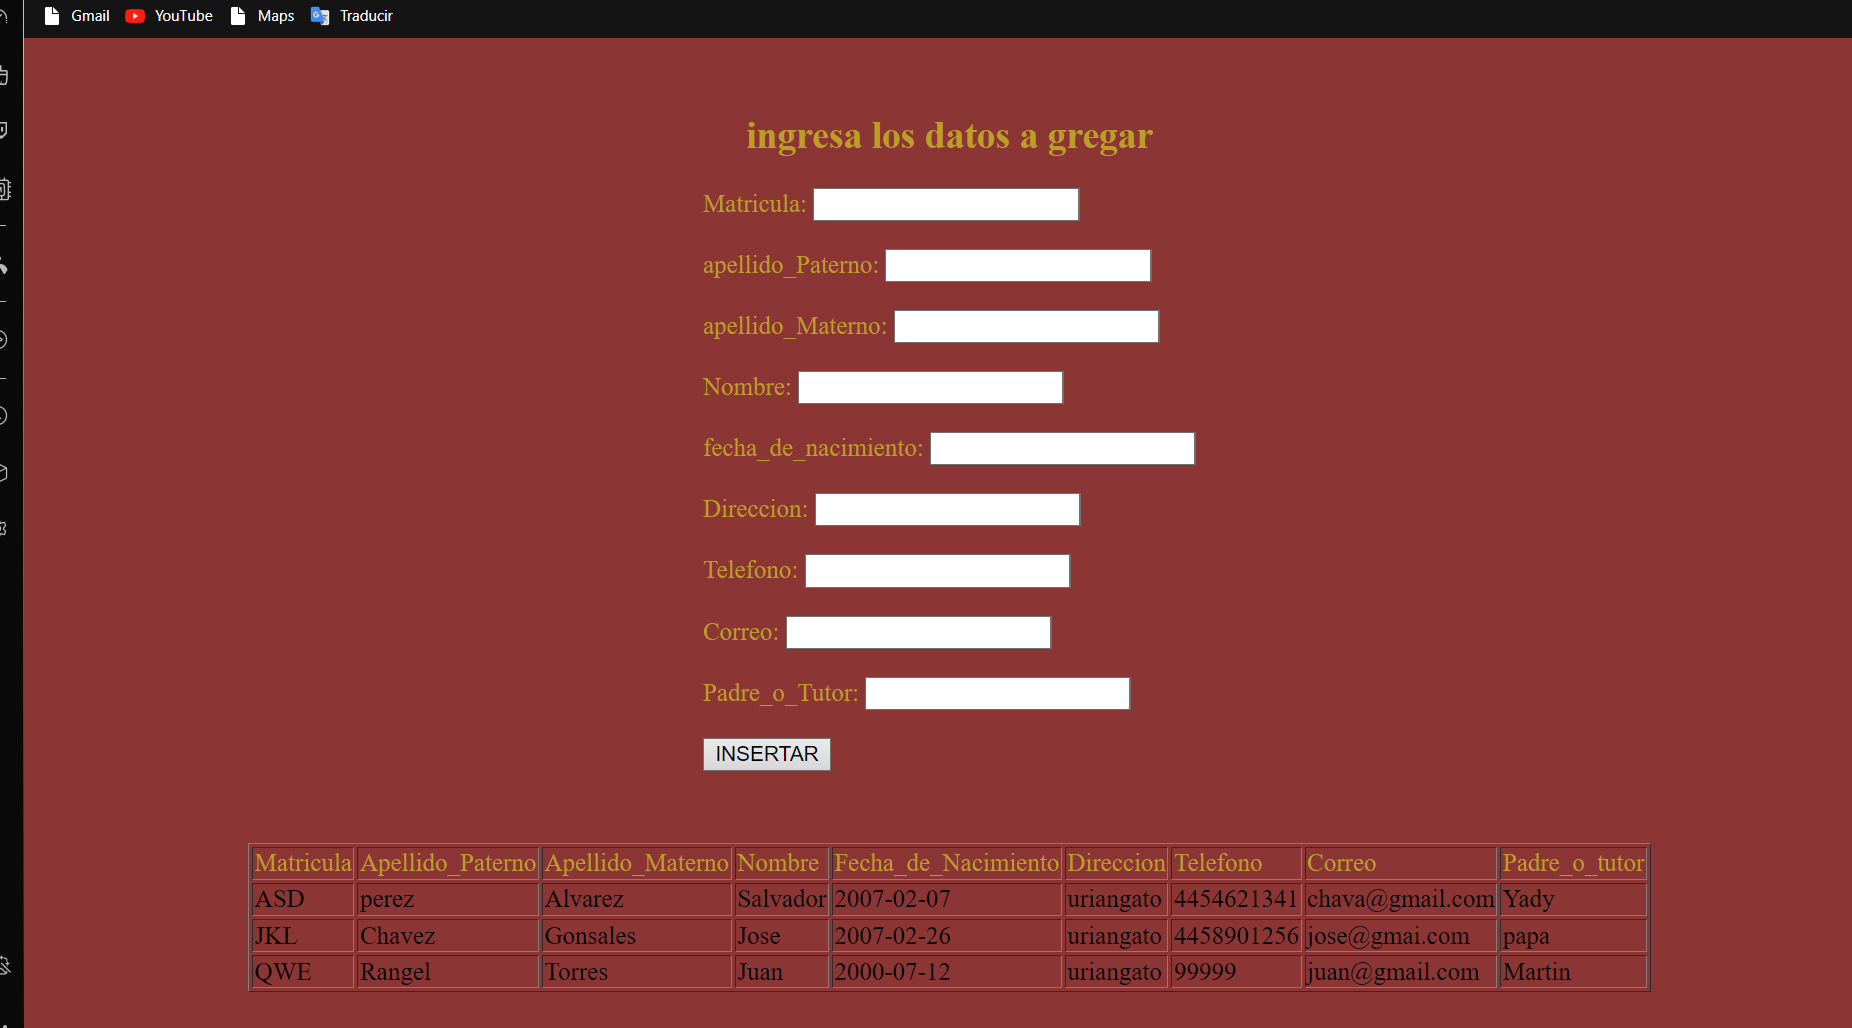 Gmail YouTube Maps Traducir
ingresa los datos a gregar
Matricula:
apellido_Paterno:
apellido_Materno:
Nombre:
fecha_de_nacimiento:
Direccion:
Telefono:
Correo:
Padre_o_Tutor:
INSERTAR
Matricula Apellido_Paterno Apellido_Materno Nombre Fecha_de_Nacimiento Direccion Telefono Correo Padre_o_tutor
ASD perez Alvarez Salvador 2007-02-07 uriangato 4454621341 chava@gmail.com Yady
JKL Chavez Gonsales Jose 2007-02-26 uriangato 4458901256 jose@gmai.com papa
QWE Rangel Torres Juan 2000-07-12 uriangato 99999 juan@gmail.com Martin